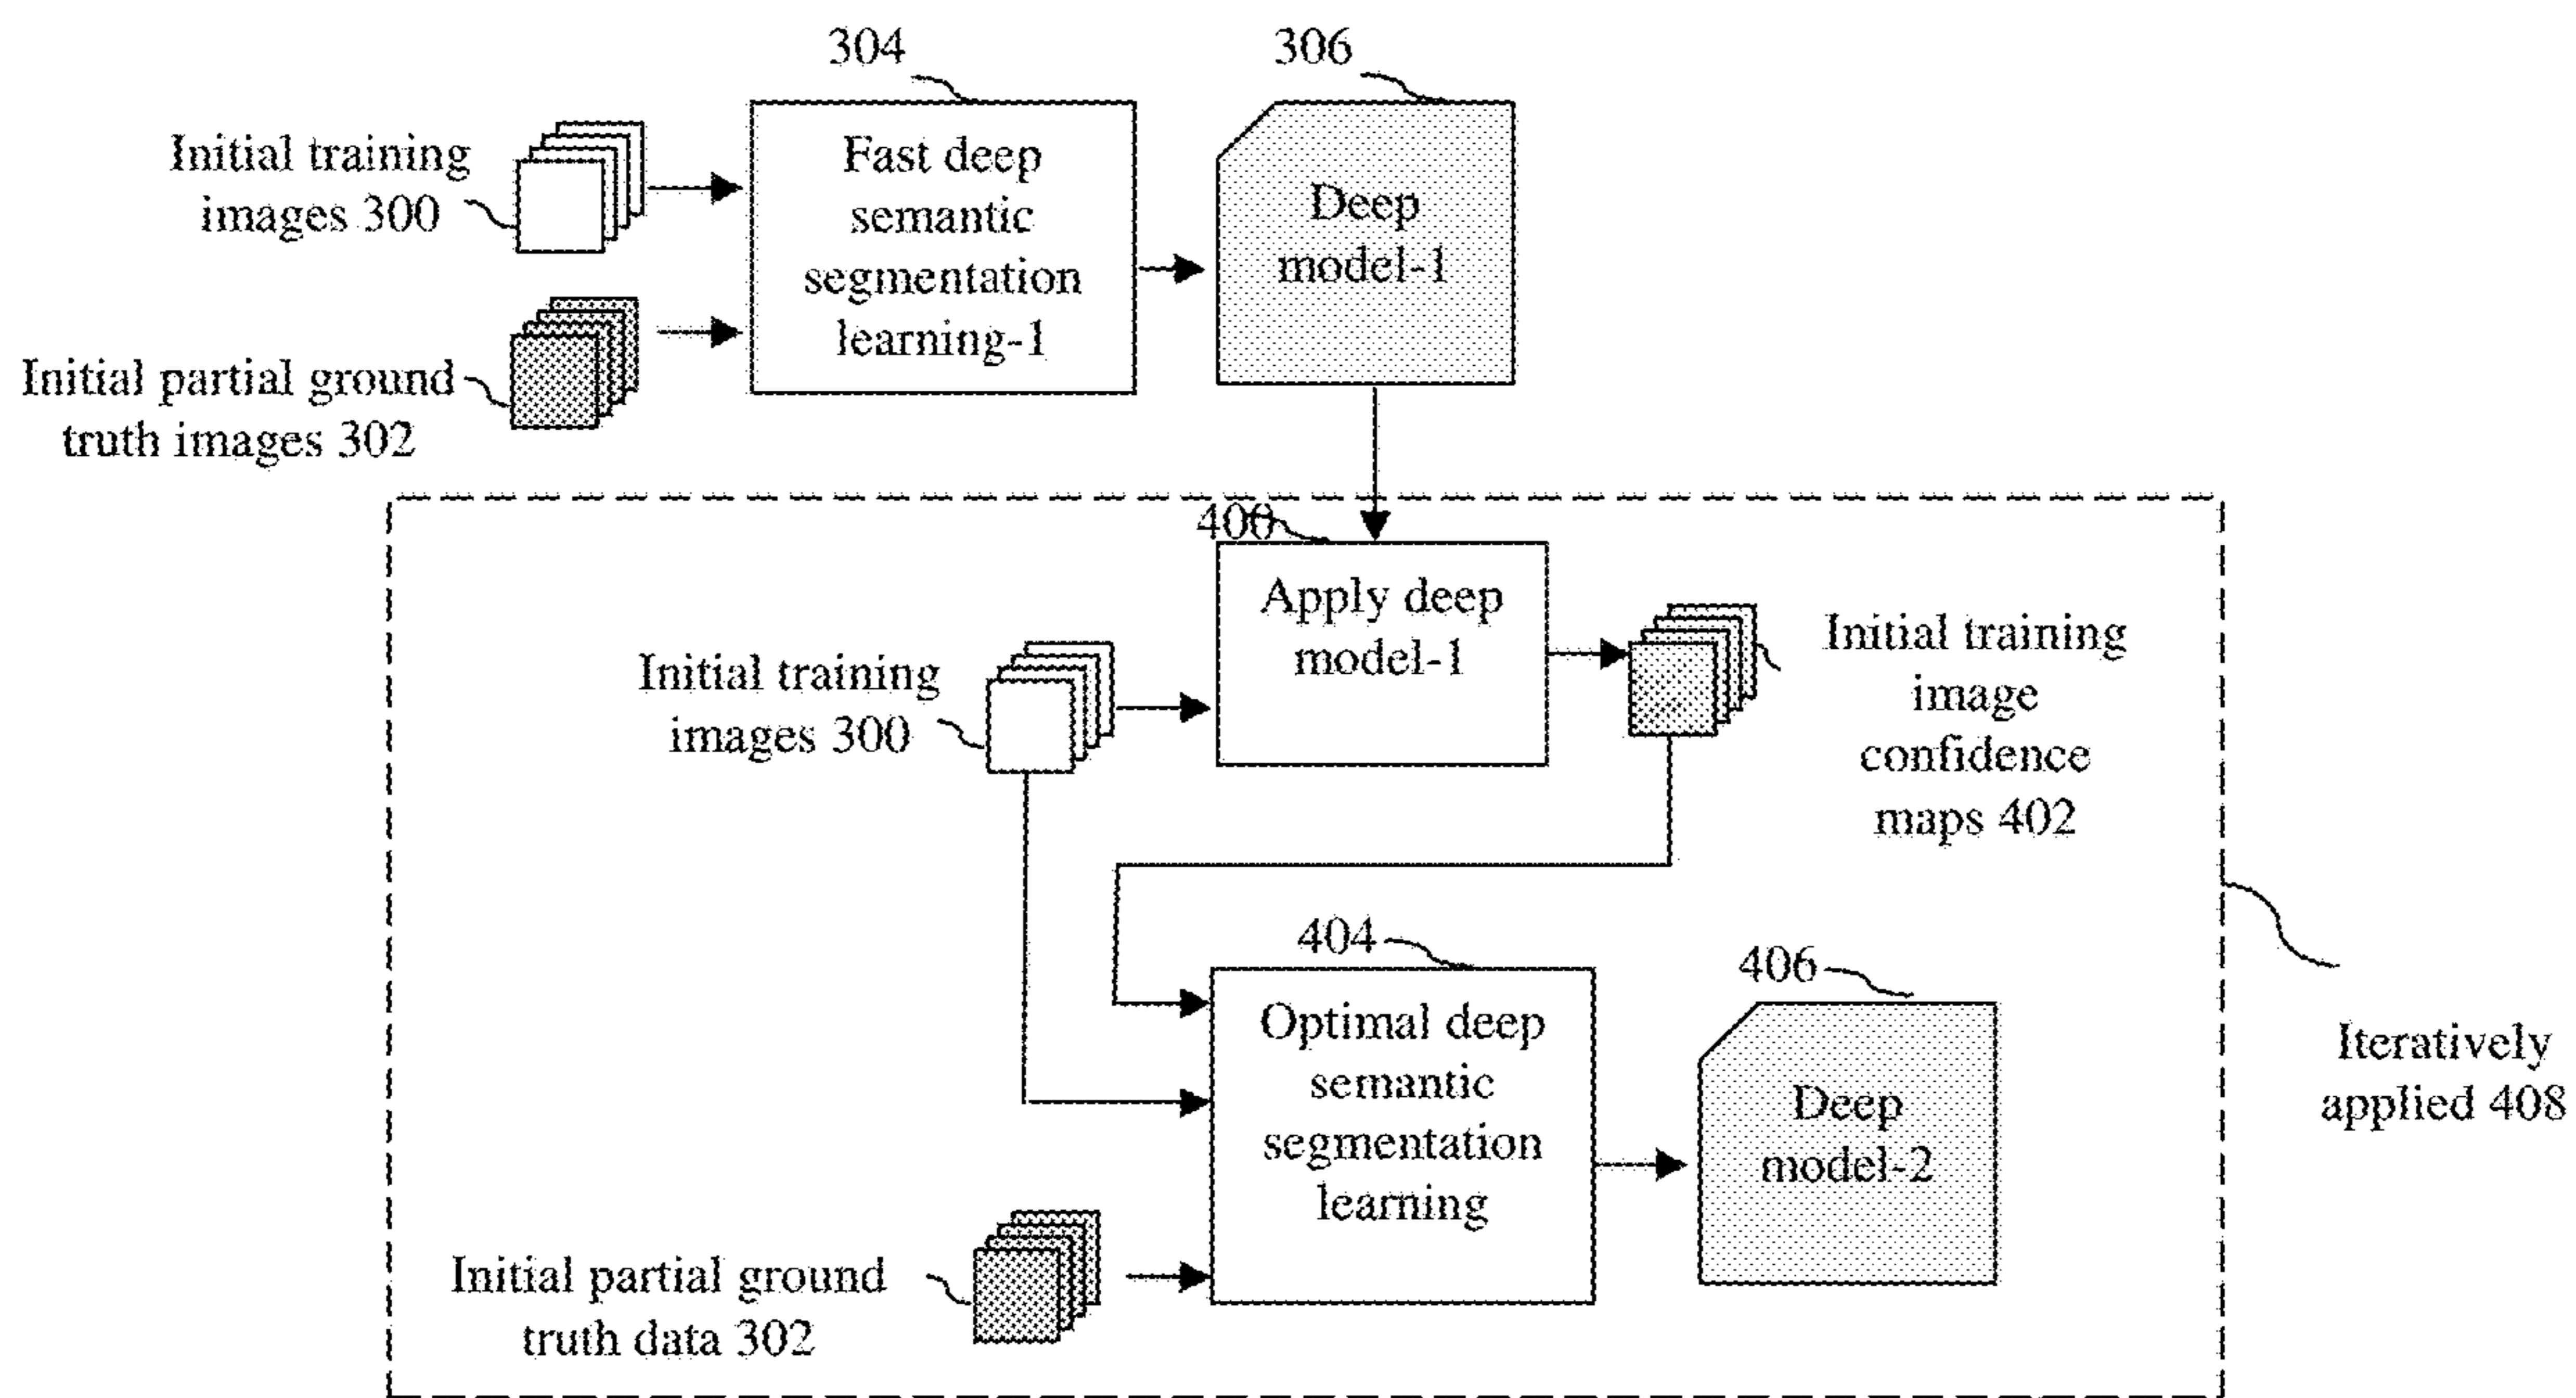 304
306
Initial training
images 300
Fast deep
semantic
segmentation
learning-1
Deep
model-1
Initial partial ground
truth images 302
400
Apply deep
model-1
Initial training
images 300
Initial training
image
confidence
maps 402
404
406
Optimal deep
semantic
segmentation
learning
Deep
model-2
Iteratively
applied 408
Initial partial ground
truth data 302